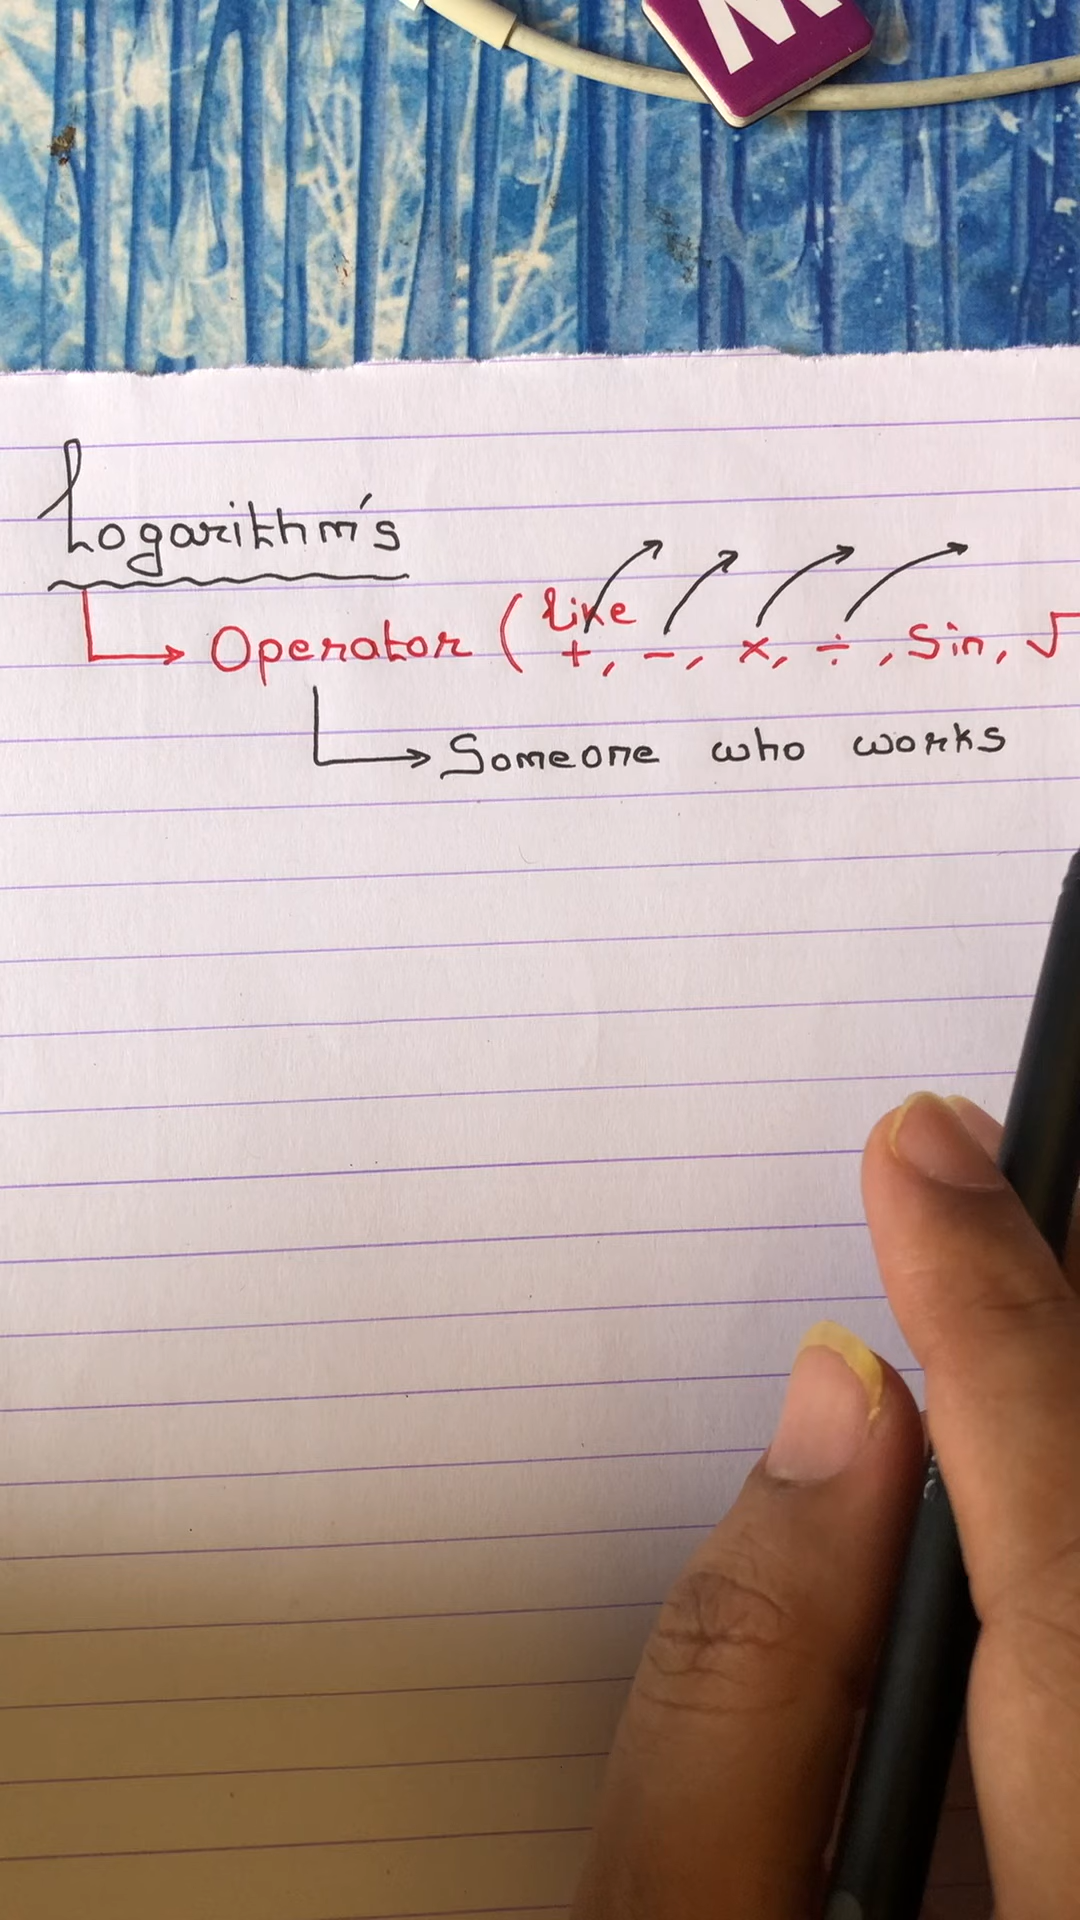 M
Logarithm's
Operator ( like +, -, ×, ÷, Sin, √
Someone who works